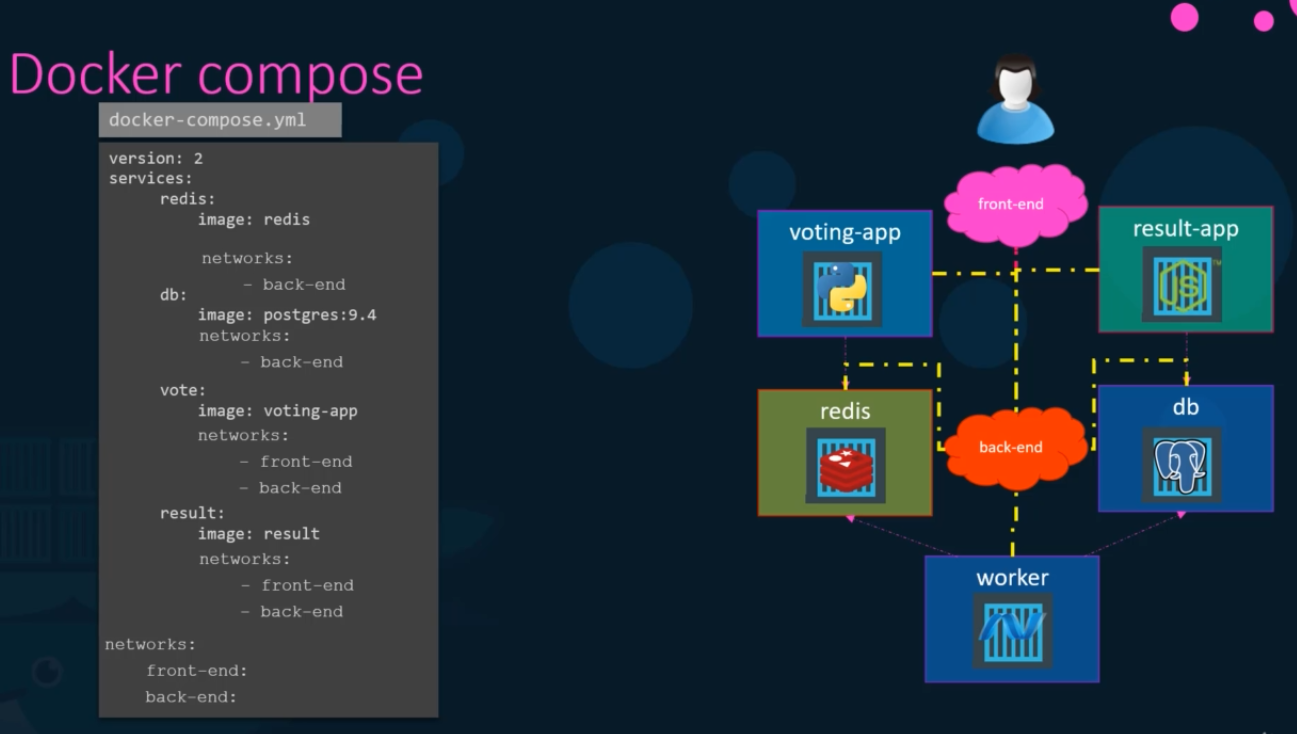 Docker compose
docker-compose.yml
version: 2
services:
redis:
image: redis
networks:
- back-end
db:
image: postgres:9.4
networks:
- back-end
vote:
image: voting-app
networks:
- front-end
- back-end
result:
image: result
networks:
- front-end
- back-end
networks:
front-end:
back-end:
front-end
voting-app
result-app
JS
TM
redis
back-end
db
worker